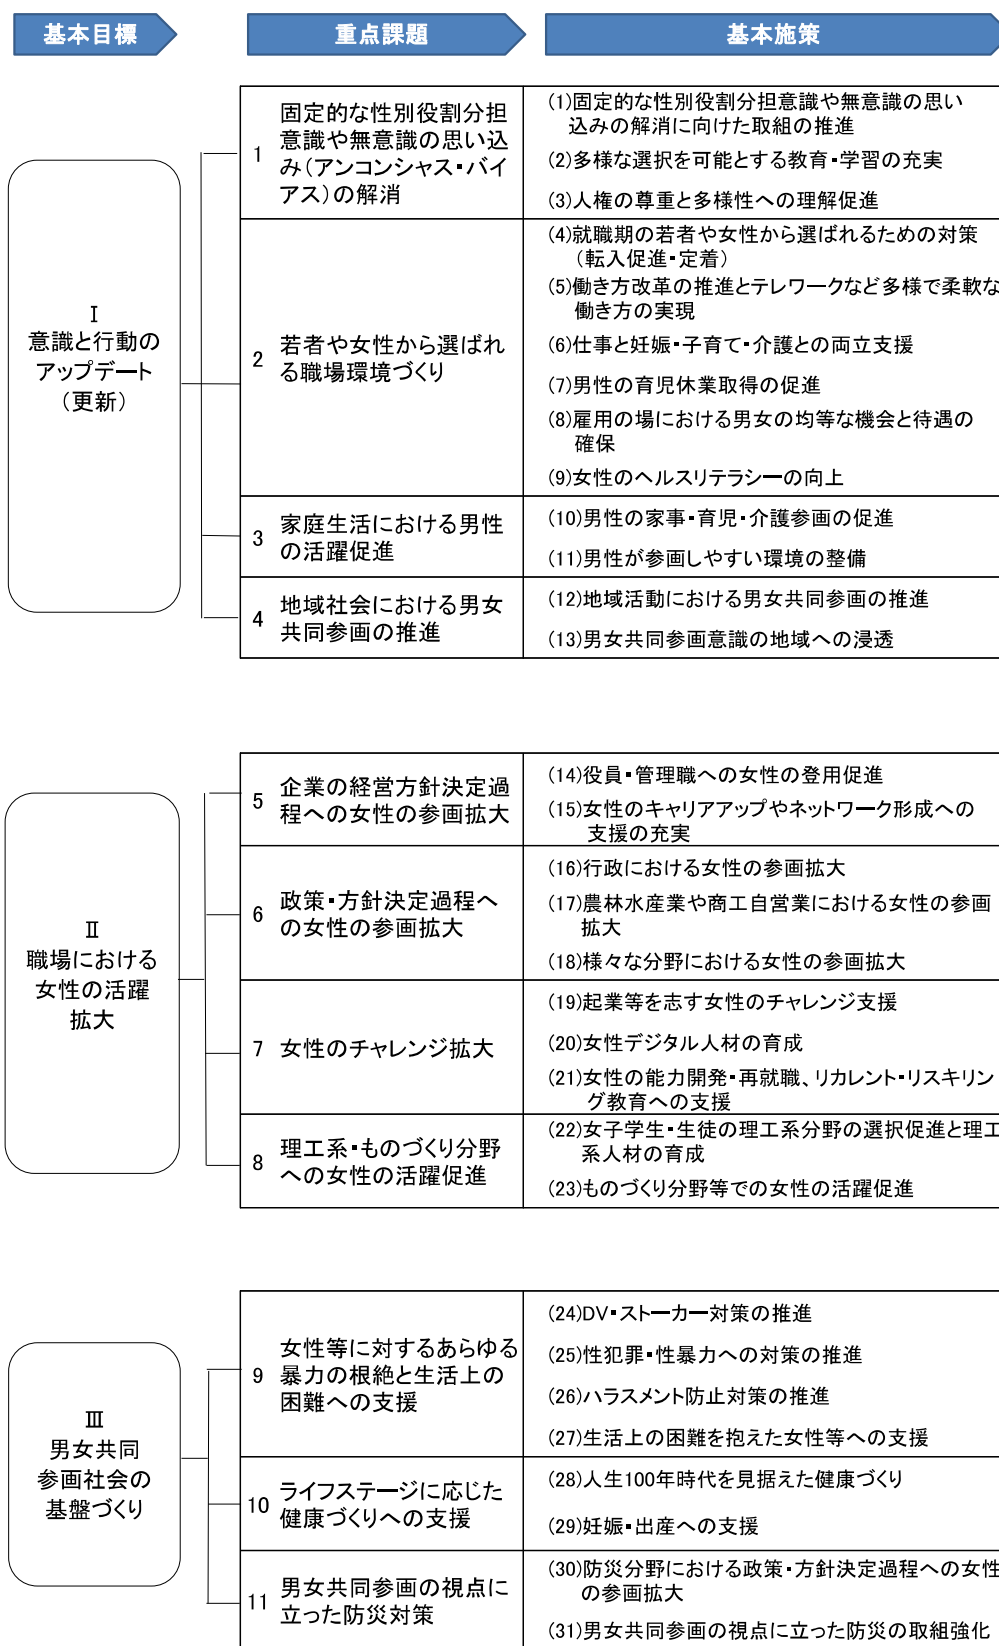 基本目標
重点課題
基本施策
Ⅰ
意識と行動の
アップデート
（更新）
1
固定的な性別役割分担
意識や無意識の思い込
み（アンコンシャス・バイ
アス）の解消
(1)固定的な性別役割分担意識や無意識の思い
込みの解消に向けた取組の推進
(2)多様な選択を可能とする教育・学習の充実
(3)人権の尊重と多様性への理解促進
2
若者や女性から選ばれ
る職場環境づくり
(4)就職期の若者や女性から選ばれるための対策
（転入促進・定着）
(5)働き方改革の推進とテレワークなど多様で柔軟な
働き方の実現
(6)仕事と妊娠・子育て・介護との両立支援
(7)男性の育児休業取得の促進
(8)雇用の場における男女の均等な機会と待遇の
確保
(9)女性のヘルスリテラシーの向上
3
家庭生活における男性
の活躍促進
(10)男性の家事・育児・介護参画の促進
(11)男性が参画しやすい環境の整備
4
地域社会における男女
共同参画の推進
(12)地域活動における男女共同参画の推進
(13)男女共同参画意識の地域への浸透
Ⅱ
職場における
女性の活躍
拡大
5
企業の経営方針決定過
程への女性の参画拡大
(14)役員・管理職への女性の登用促進
(15)女性のキャリアアップやネットワーク形成への
支援の充実
6
政策・方針決定過程へ
の女性の参画拡大
(16)行政における女性の参画拡大
(17)農林水産業や商工自営業における女性の参画
拡大
(18)様々な分野における女性の参画拡大
7
女性のチャレンジ拡大
(19)起業等を志す女性のチャレンジ支援
(20)女性デジタル人材の育成
(21)女性の能力開発・再就職、リカレント・リスキリン
グ教育への支援
8
理工系・ものづくり分野
への女性の活躍促進
(22)女子学生・生徒の理工系分野の選択促進と理工
系人材の育成
(23)ものづくり分野等での女性の活躍促進
Ⅲ
男女共同
参画社会の
基盤づくり
9
女性等に対するあらゆる
暴力の根絶と生活上の
困難への支援
(24)DV・ストーカー対策の推進
(25)性犯罪・性暴力への対策の推進
(26)ハラスメント防止対策の推進
(27)生活上の困難を抱えた女性等への支援
10
ライフステージに応じた
健康づくりへの支援
(28)人生100年時代を見据えた健康づくり
(29)妊娠・出産への支援
11
男女共同参画の視点に
立った防災対策
(30)防災分野における政策・方針決定過程への女性
の参画拡大
(31)男女共同参画の視点に立った防災の取組強化